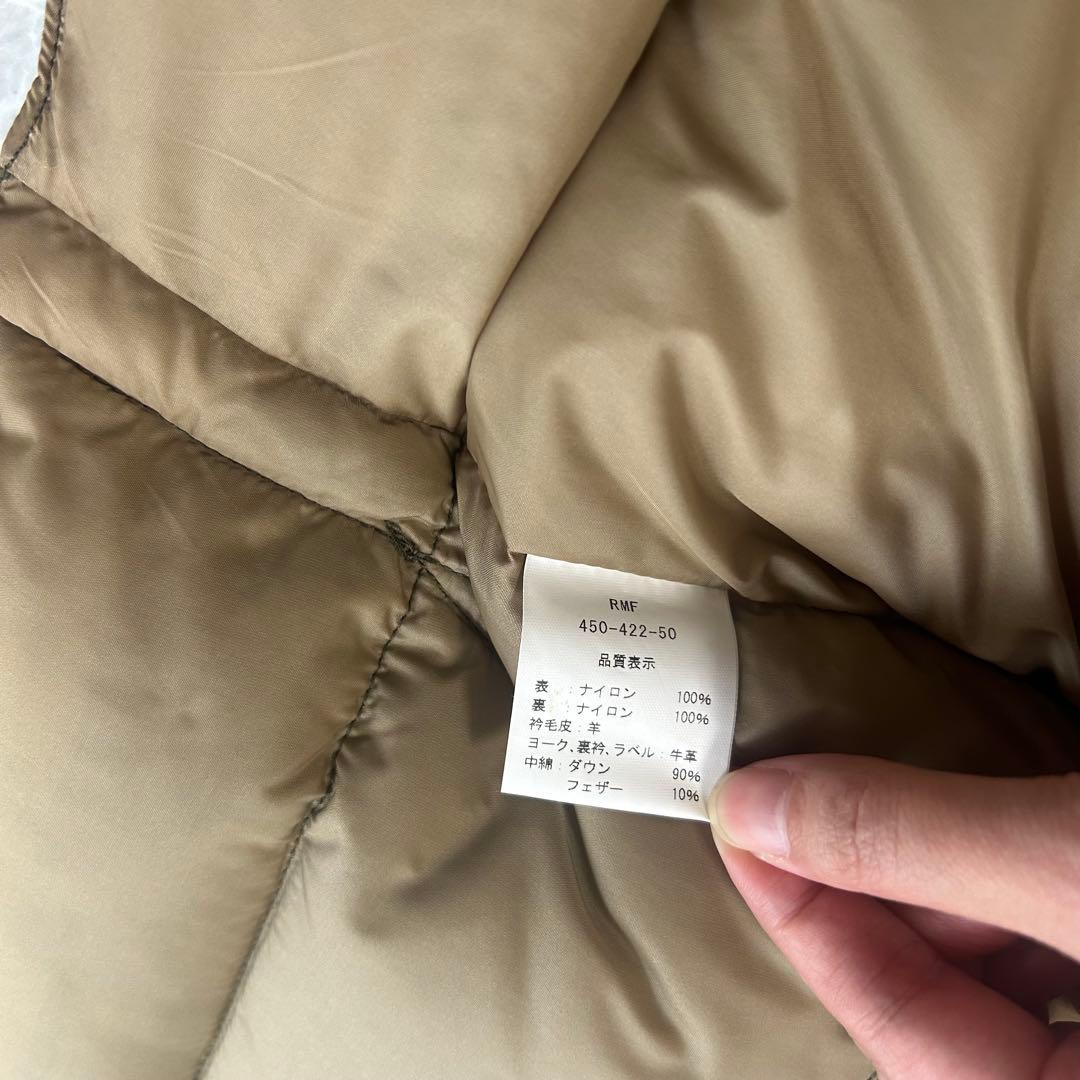 RMF
450-422-50
品質表示
表 : ナイロン 100%
裏 : ナイロン 100%
衿毛皮 : 羊
ヨーク、裏衿、ラベル : 牛革
中綿 : ダウン 90%
フェザー 10%